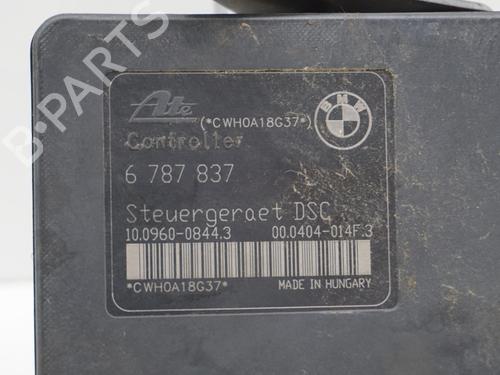 Ate (*CWH0A18G37*) BMW
Controller
6 787 837
Steuergeraet DSC
10.0960-0844.3 00.0404-014F.3
*CWH0A18G37* MADE IN HUNGARY